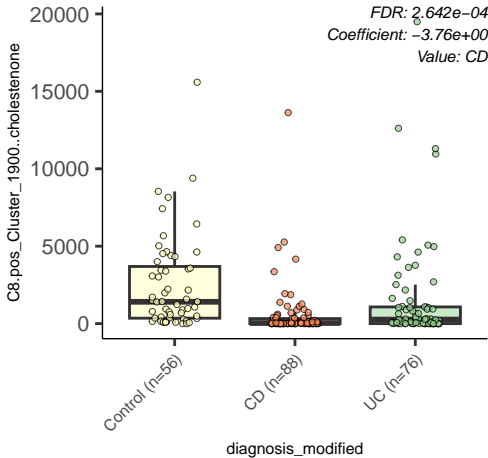 FDR: 2.642e−04
Coefficient: −3.76e+00
Value: CD
20000
15000
10000
5000
0
C8.pos_Cluster_1900..cholestenone
Control (n=56)
CD (n=88)
UC (n=76)
diagnosis_modified